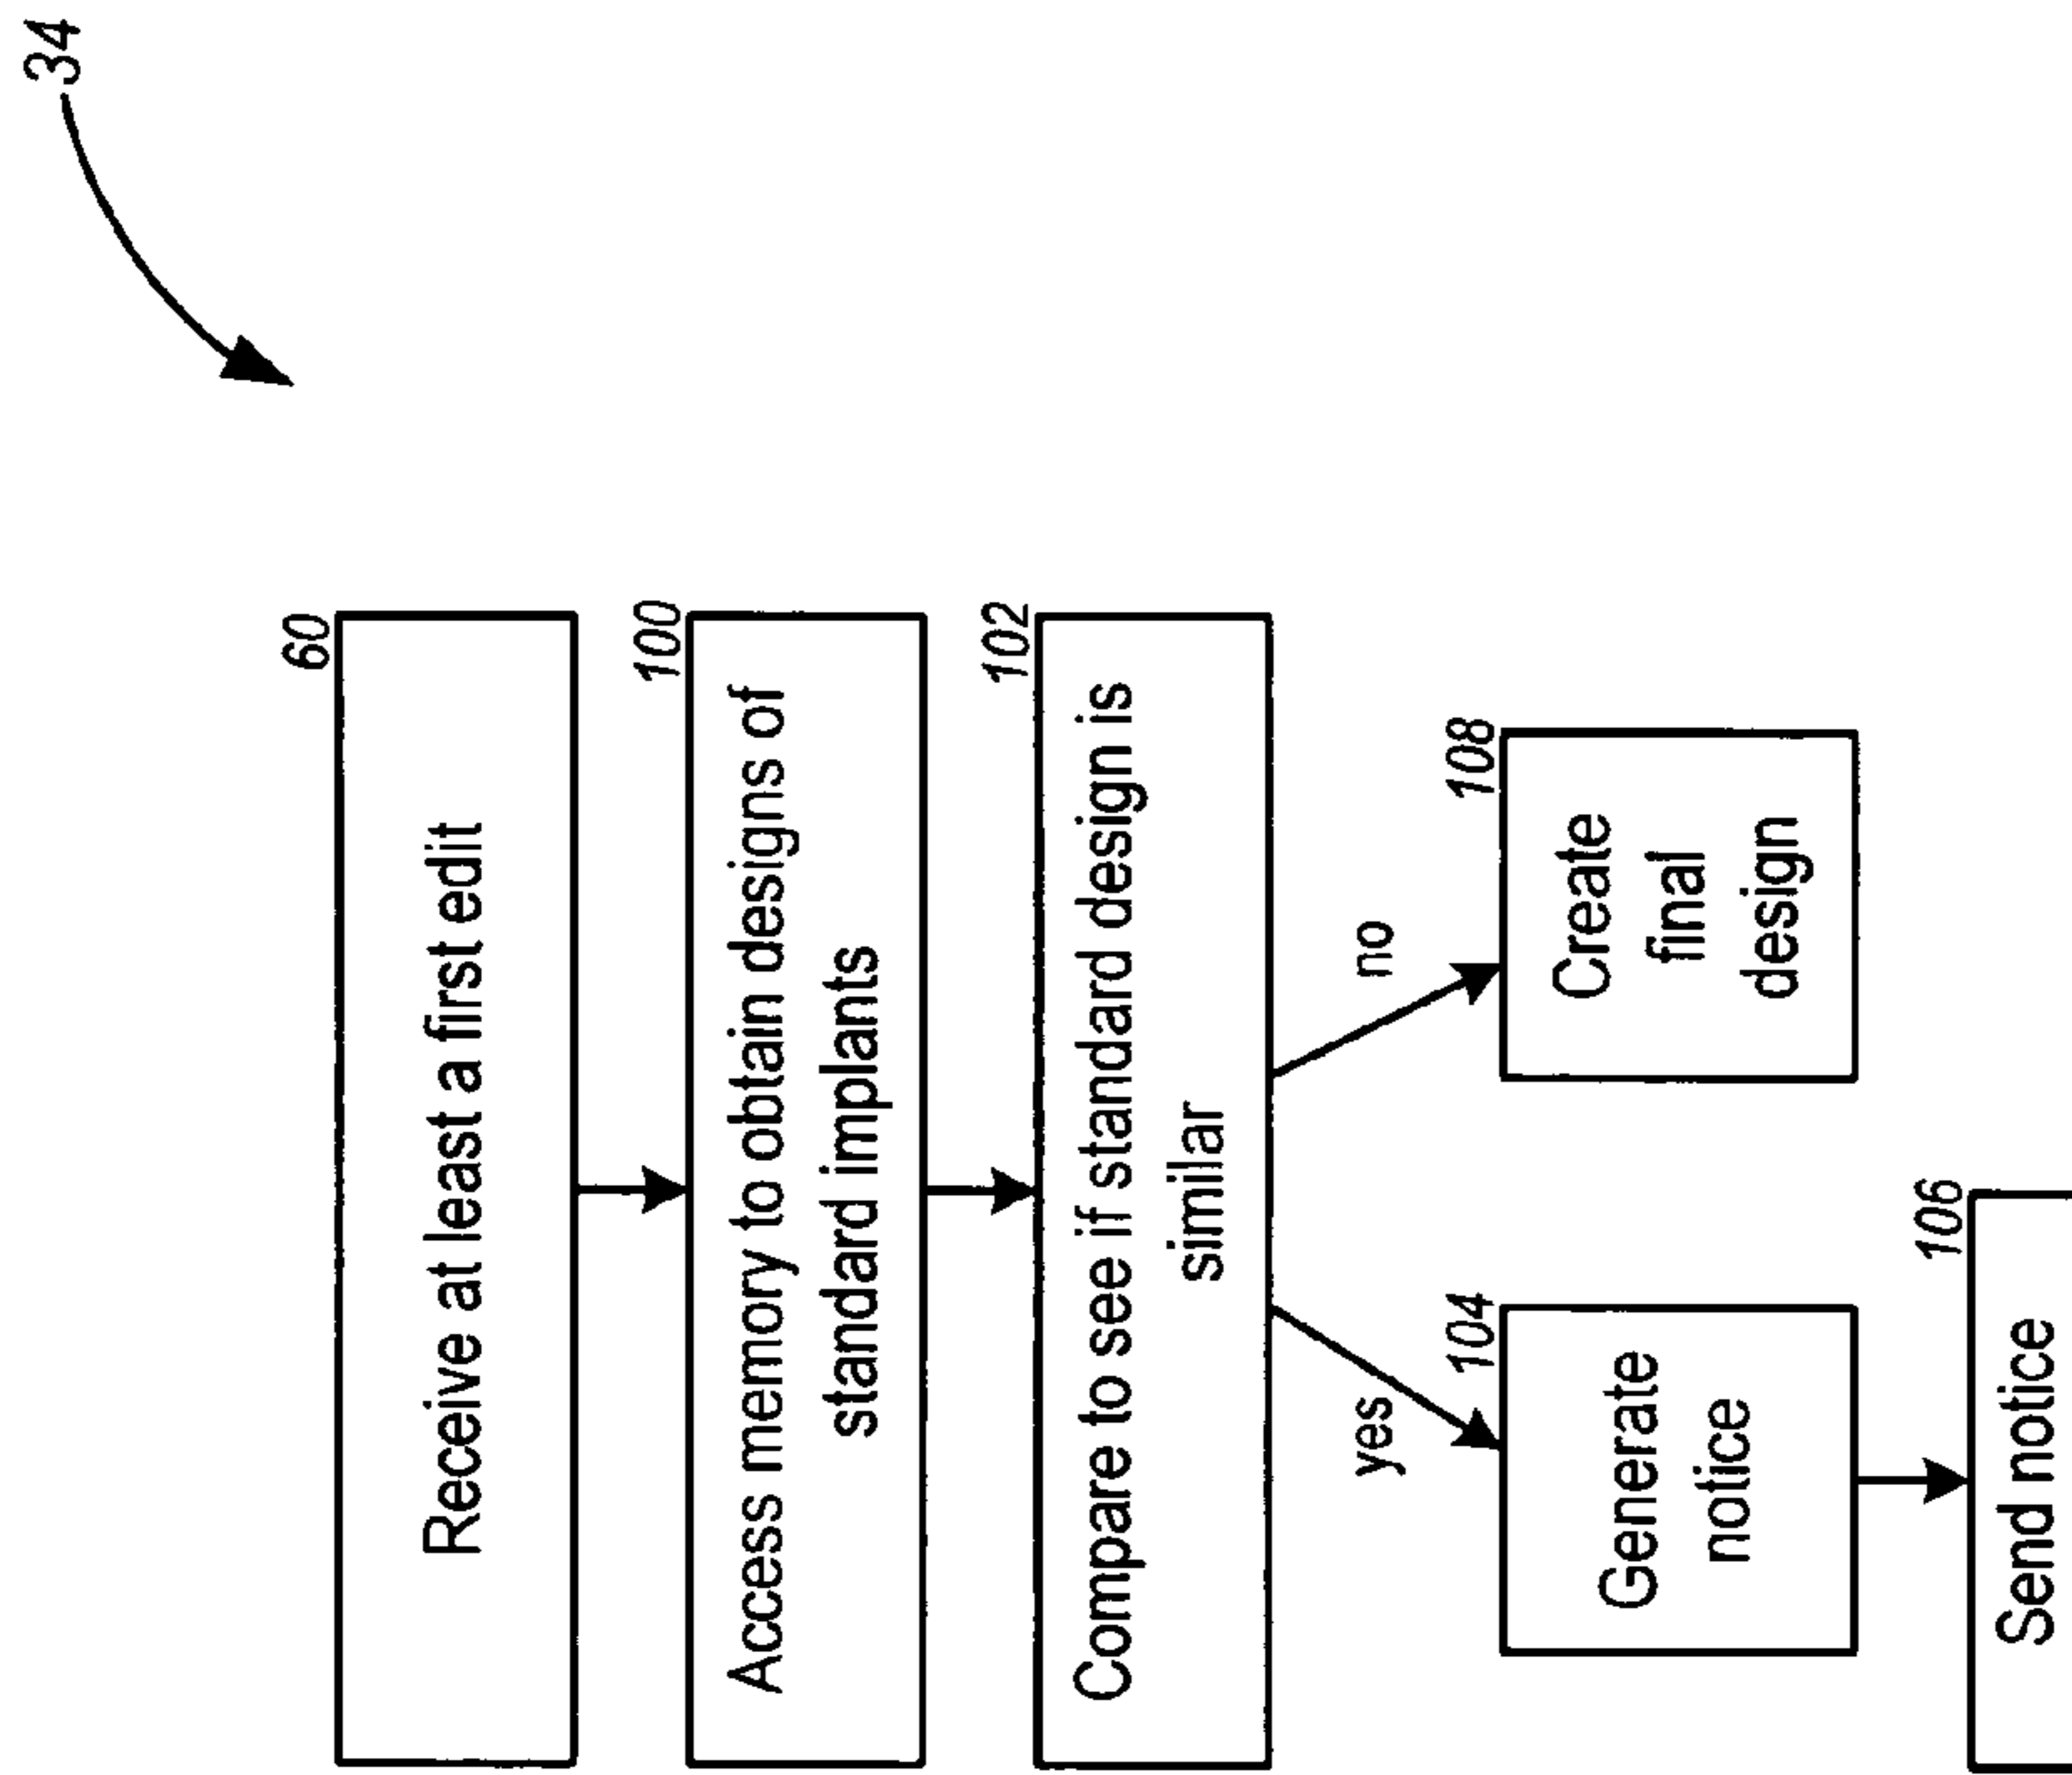 34
60
Receive at least a first edit
100
Access memory to obtain designs of
standard implants
102
Compare to see if standard design is
similar
yes
no
104
Generate
notice
108
Create
final
design
106
Send notice